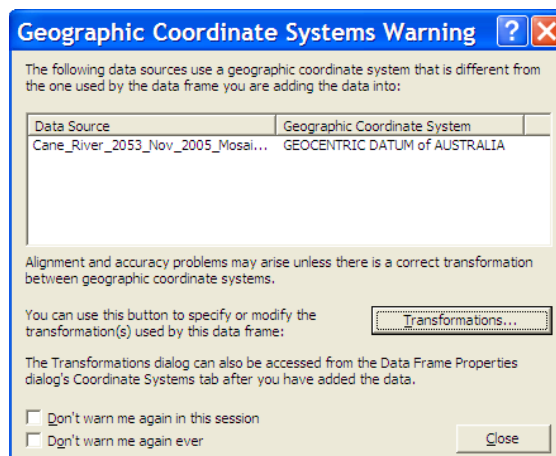 Geographic Coordinate Systems Warning
The following data sources use a geographic coordinate system that is different from
the one used by the data frame you are adding the data into:
Data Source Geographic Coordinate System
Cane_River_2053_Nov_2005_Mosai... GEOCENTRIC DATUM of AUSTRALIA
Alignment and accuracy problems may arise unless there is a correct transformation
between geographic coordinate systems.
You can use this button to specify or modify the
transformation(s) used by this data frame:
Transformations...
The Transformations dialog can also be accessed from the Data Frame Properties
dialog's Coordinate Systems tab after you have added the data.
Don't warn me again in this session
Don't warn me again ever
Close